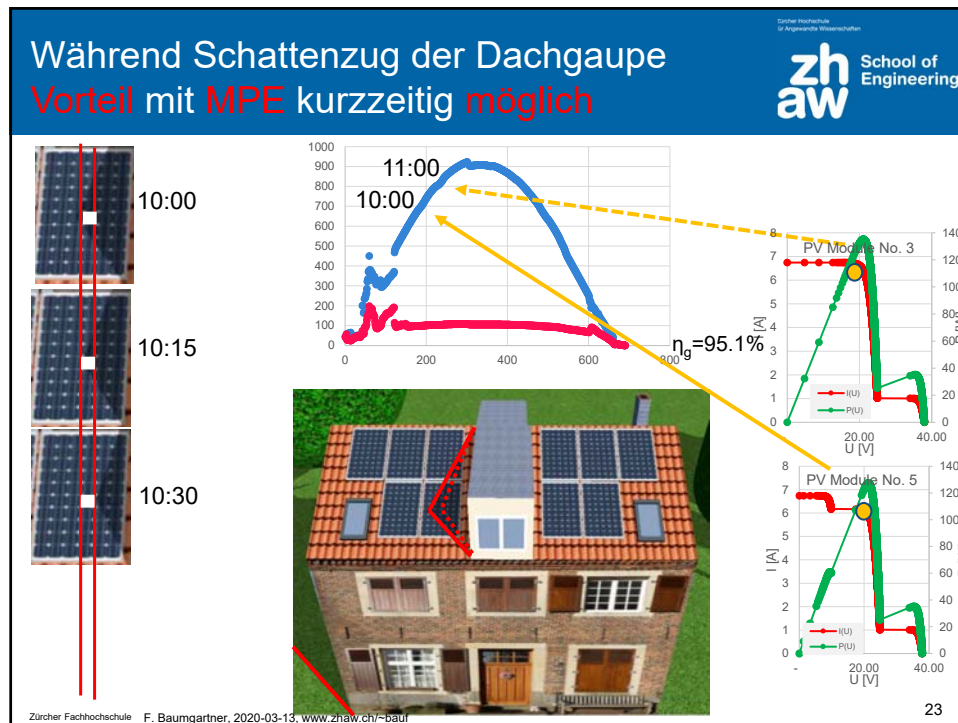 Während Schattenzug der Dachgaupe
Vorteil mit MPE kurzzeitig möglich
Zürcher Hochschule
für Angewandte Wissenschaften
zh
aw
School of
Engineering
10:00
10:15
10:30
1000
900
800
700
600
500
400
300
200
100
0
0
200
400
600
800
11:00
10:00
ηg=95.1%
PV Module No. 3
8
7
6
5
4
3
2
1
0
I [A]
140
120
100
80
60
40
20
0
I(U)
P(U)
20.00
40.00
U [V]
PV Module No. 5
8
7
6
5
4
3
2
1
0
I [A]
140
120
100
80
60
40
20
0
I(U)
P(U)
-
20.00
40.00
U [V]
Zürcher Fachhochschule
F. Baumgartner, 2020-03-13, www.zhaw.ch/~bauf
23